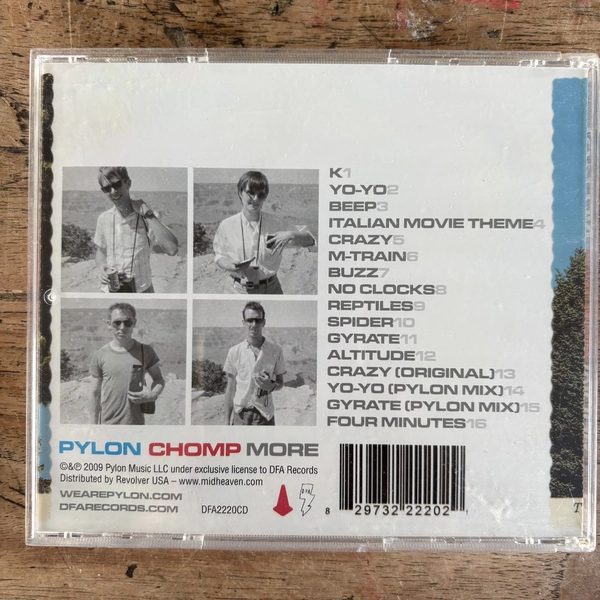 K1
YO-YO2
BEEP3
ITALIAN MOVIE THEME4
CRAZY5
M-TRAIN6
BUZZ7
NO CLOCKS8
REPTILES9
SPIDER10
GYRATE11
ALTITUDE12
CRAZY (ORIGINAL)13
YO-YO (PYLON MIX)14
GYRATE (PYLON MIX)15
FOUR MINUTES16
PYLON CHOMP MORE
©&℗ 2009 Pylon Music LLC under exclusive license to DFA Records
Distributed by Revolver USA – www.midheaven.com
WEAREPYLON.COM
DFARECORDS.COM
DFA2220CD
8 29732 22202 1
T